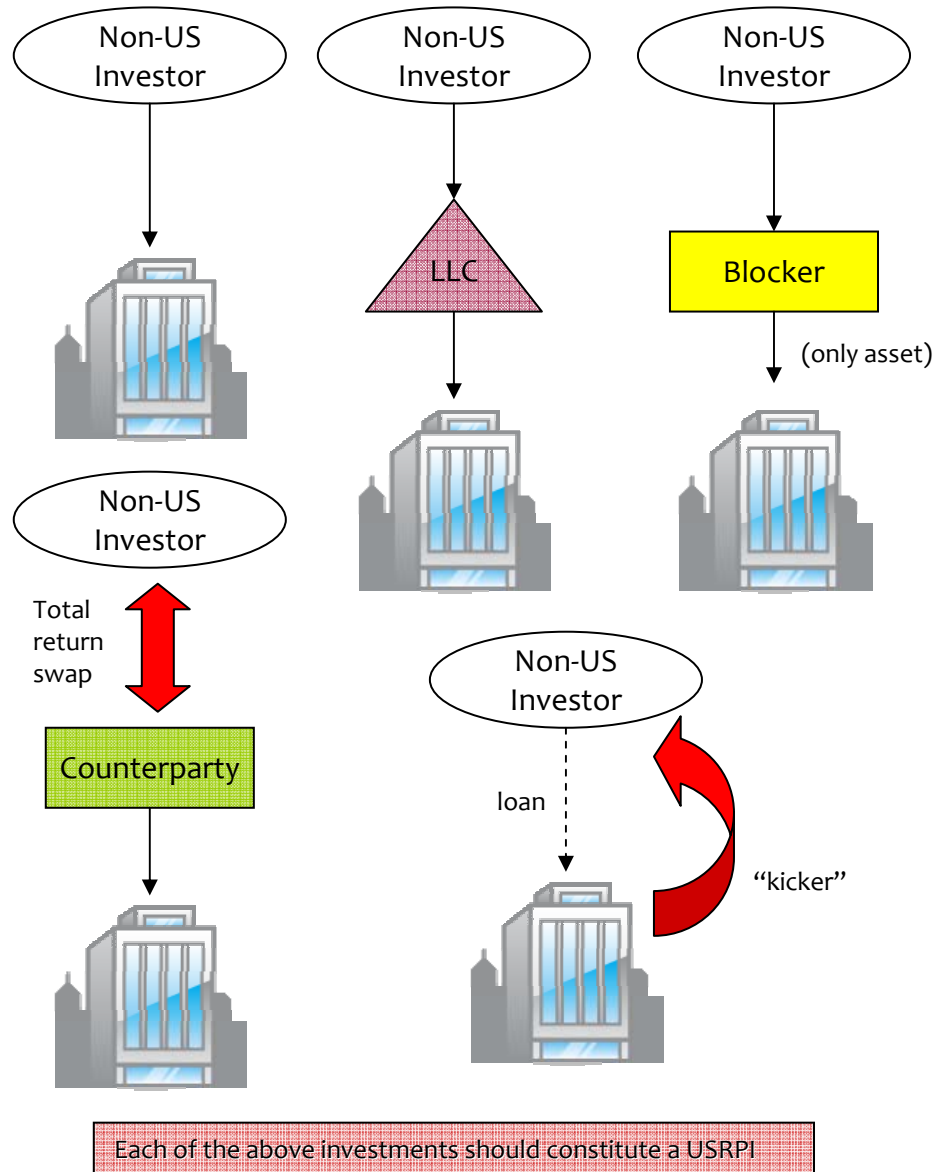 Non-US
Investor
Non-US
Investor
Non-US
Investor
LLC
Blocker
(only asset)
Non-US
Investor
Total
return
swap
Counterparty
Non-US
Investor
loan
“kicker”
Each of the above investments should constitute a USRPI